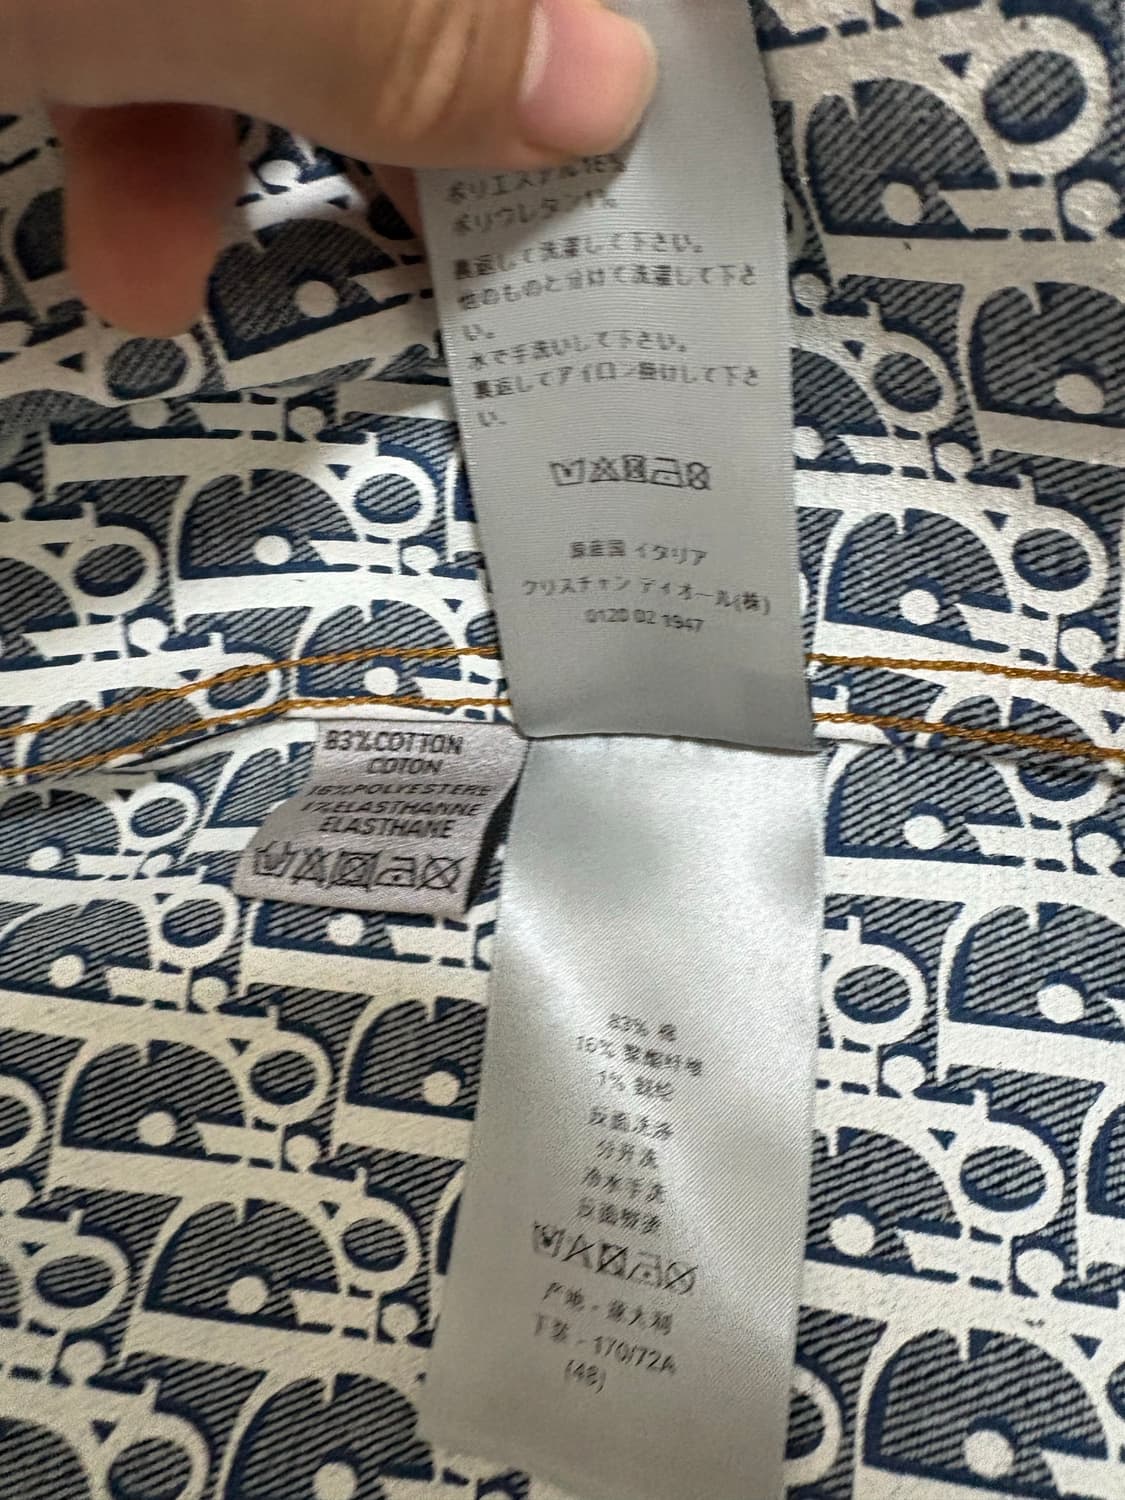 ポリエステル16%
ポリウレタン1%
裏返して洗濯して下さい。
他のものと分けて洗濯して下さ
い。
水で手洗いして下さい。
裏返してアイロン掛けして下さ
い。
原産国 イタリア
クリスチャン ディオール(株)
0120 02 1947
83%COTTON
COTON
16%POLYESTERE
1%ELASTHANNE
ELASTHANE
83% 棉
16% 聚酯纤维
1% 氨纶
反面洗涤
分开洗
冷水手洗
反面熨烫
产地 - 意大利
下装 - 170/72A
(48)
Dior